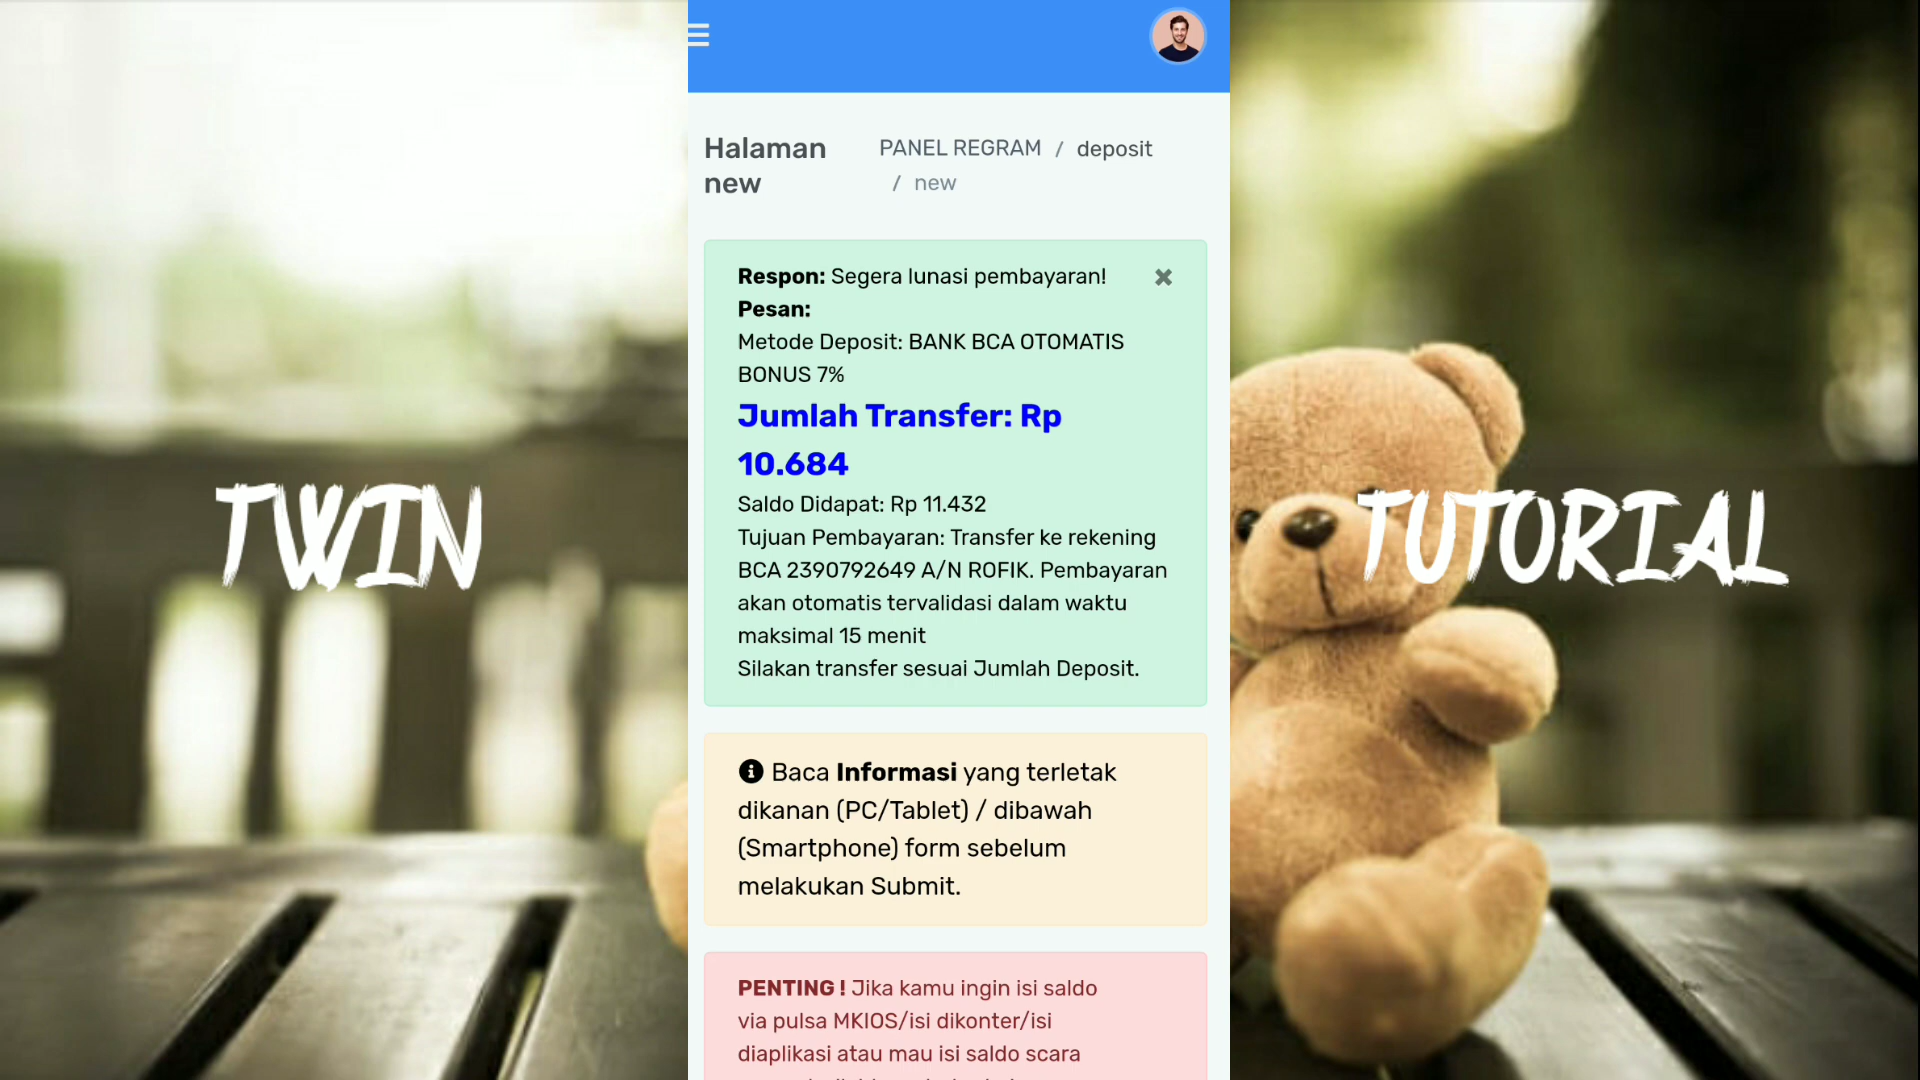 Halaman
new
PANEL REGRAM / deposit
/ new
Respon: Segera lunasi pembayaran!
Pesan:
Metode Deposit: BANK BCA OTOMATIS
BONUS 7%
Jumlah Transfer: Rp
10.684
Saldo Didapat: Rp 11.432
Tujuan Pembayaran: Transfer ke rekening
BCA 2390792649 A/N ROFIK. Pembayaran
akan otomatis tervalidasi dalam waktu
maksimal 15 menit
Silakan transfer sesuai Jumlah Deposit.
TWIN
TUTORIAL
Baca Informasi yang terletak
dikanan (PC/Tablet) / dibawah
(Smartphone) form sebelum
melakukan Submit.
PENTING ! Jika kamu ingin isi saldo
via pulsa MKIOS/isi dikonter/isi
diaplikasi atau mau isi saldo scara